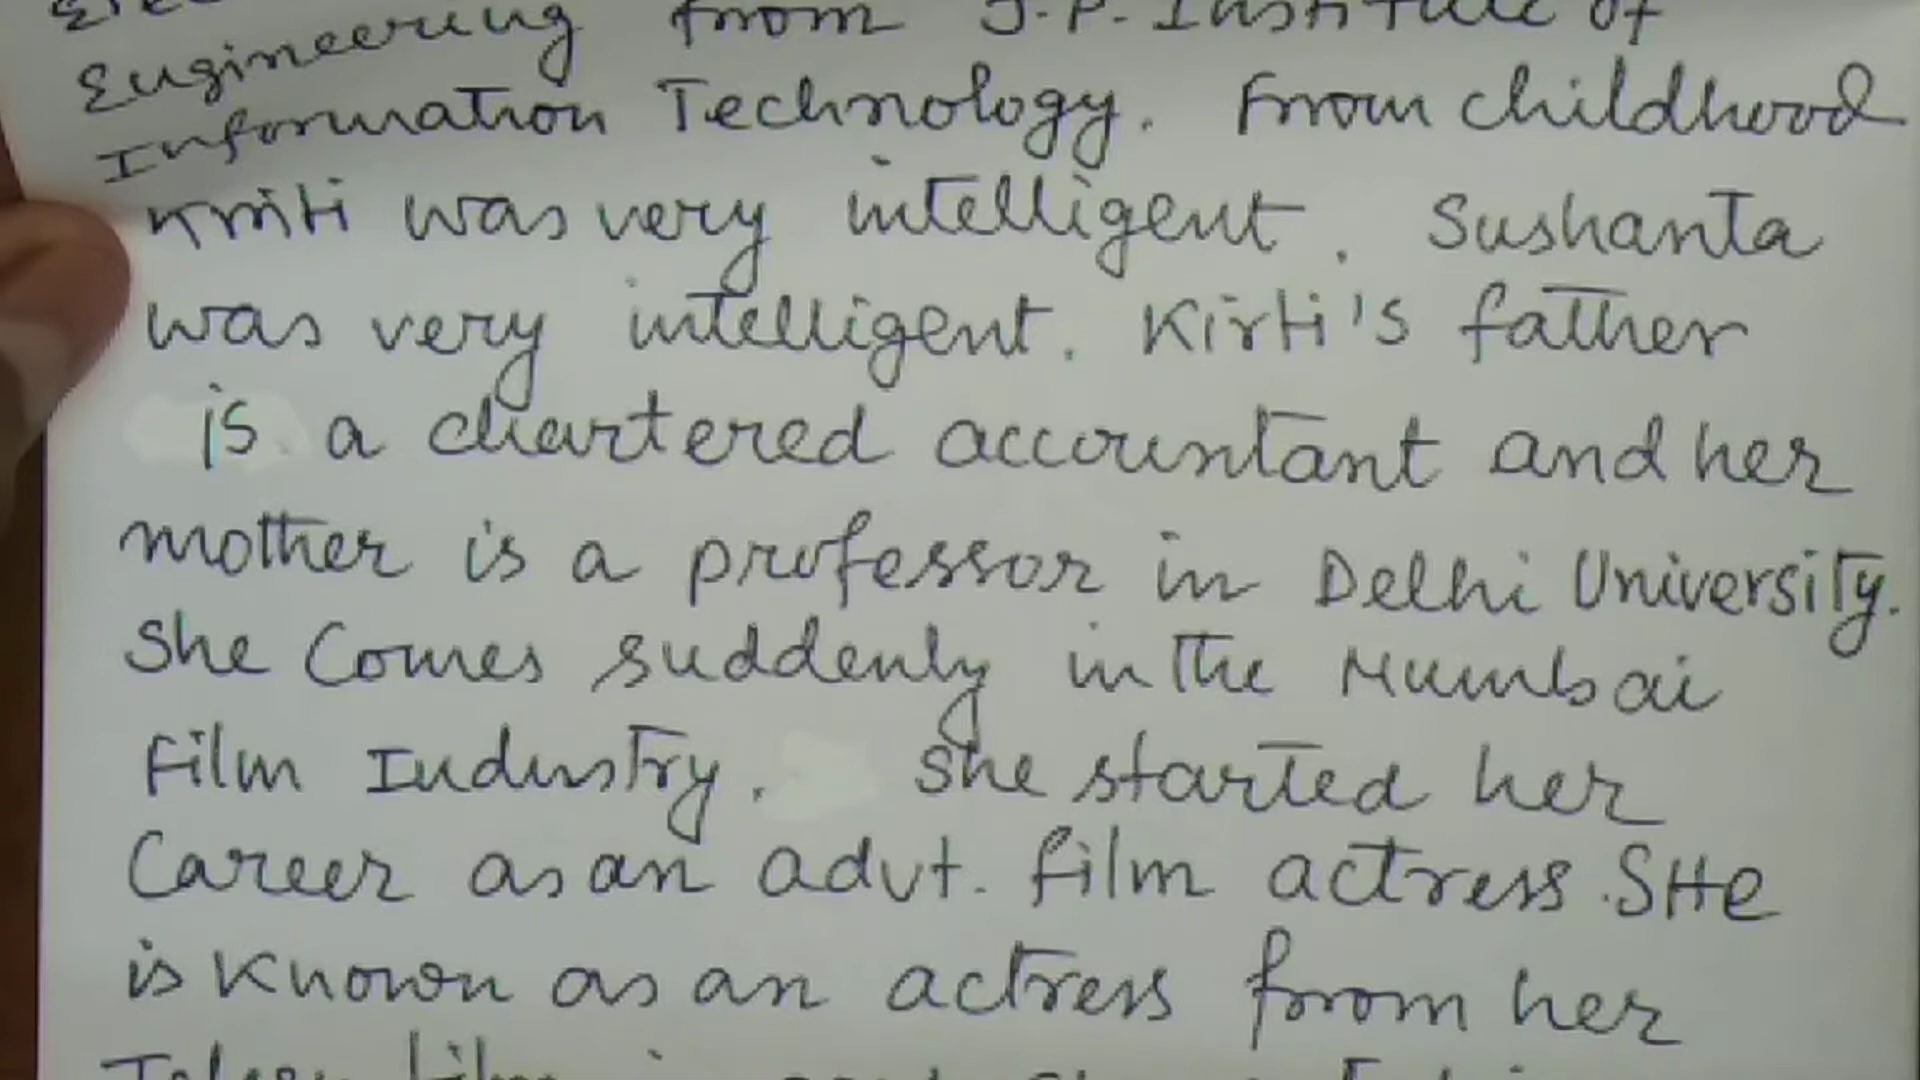 Engineering from J.P. Institute of
Information Technology. From childhood
Kriti was very intelligent. Sushanta
was very intelligent. Kirti's father
is a chartered accountant and her
mother is a professor in Delhi University.
She Comes suddenly in the Mumbai
Film Industry. She started her
Career as an advt. film actress. SHe
is known as an actress from her